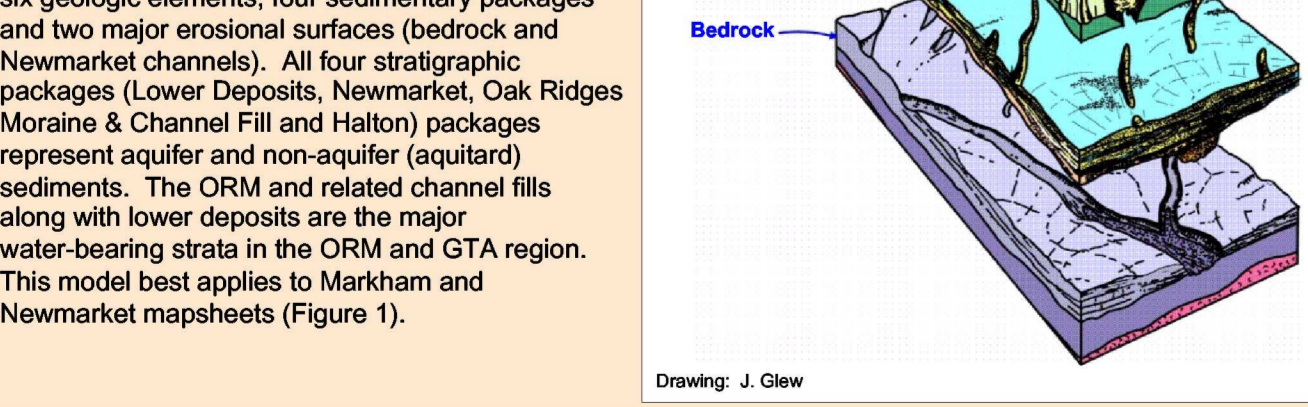 six geologic elements, four sedimentary packages
and two major erosional surfaces (bedrock and
Newmarket channels).  All four stratigraphic
packages (Lower Deposits, Newmarket, Oak Ridges
Moraine & Channel Fill and Halton) packages
represent aquifer and non-aquifer (aquitard)
sediments.  The ORM and related channel fills
along with lower deposits are the major
water-bearing strata in the ORM and GTA region.
This model best applies to Markham and
Newmarket mapsheets (Figure 1).
Bedrock
Drawing:  J. Glew